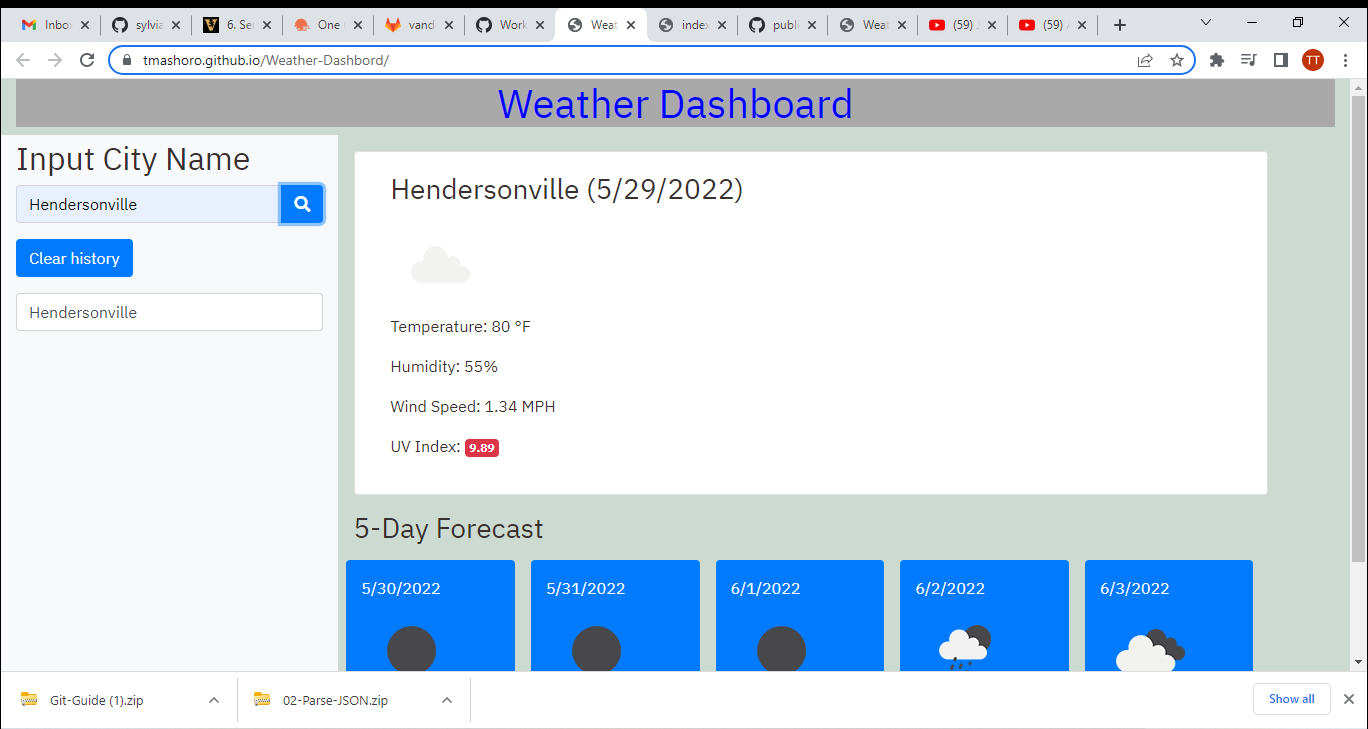 Inbox
sylvia
6. Se
One
vand
Work
Weat
index
publi
Weat
(59)
(59)
tmashoro.github.io/Weather-Dashbord/
TT
Weather Dashboard
Input City Name
Hendersonville
Clear history
Hendersonville
Hendersonville (5/29/2022)
Temperature: 80 °F
Humidity: 55%
Wind Speed: 1.34 MPH
UV Index: 9.89
5-Day Forecast
5/30/2022
5/31/2022
6/1/2022
6/2/2022
6/3/2022
Git-Guide (1).zip
02-Parse-JSON.zip
Show all